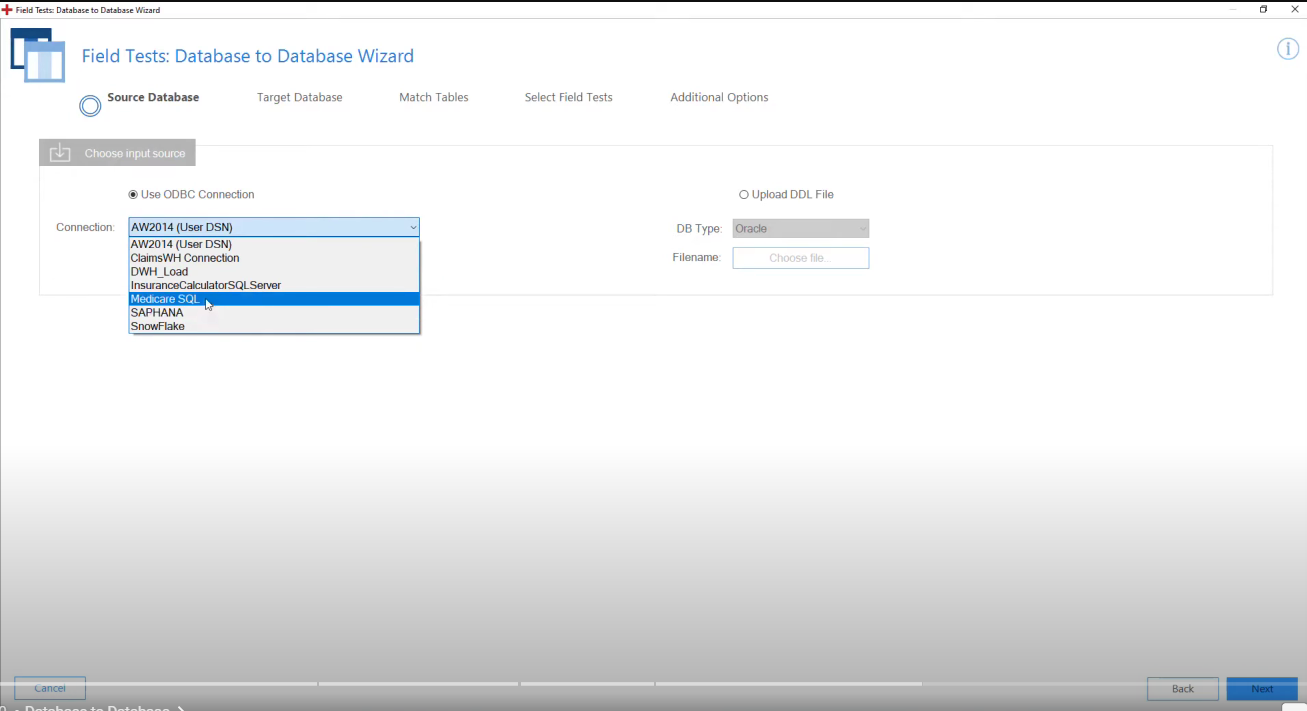 Field Tests: Database to Database Wizard
Field Tests: Database to Database Wizard
Source Database Target Database Match Tables Select Field Tests Additional Options
Choose input source
Use ODBC Connection Upload DDL File
Connection: AW2014 (User DSN) DB Type: Oracle
AW2014 (User DSN)
ClaimsWH Connection Filename: Choose file..
DWH_Load
InsuranceCalculatorSQLServer
Medicare SQL
SAPHANA
SnowFlake
Cancel Back Next
Database to Database